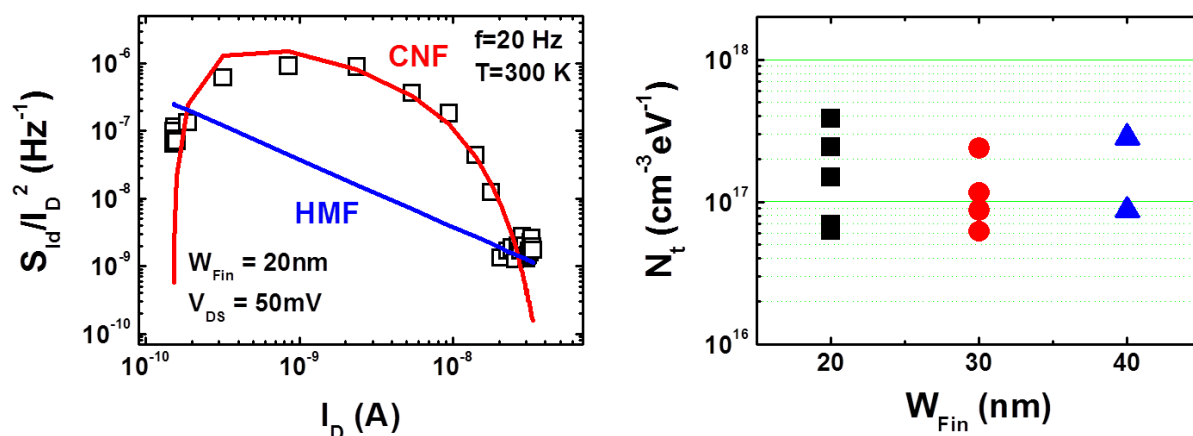 S_Id/I_D^2 (Hz^-1)
10^-6
10^-7
10^-8
10^-9
10^-10
CNF
f=20 Hz
T=300 K
HMF
W_Fin = 20nm
V_DS = 50mV
10^-10
10^-9
10^-8
I_D (A)
N_t (cm^-3eV^-1)
10^18
10^17
10^16
20
30
40
W_Fin (nm)